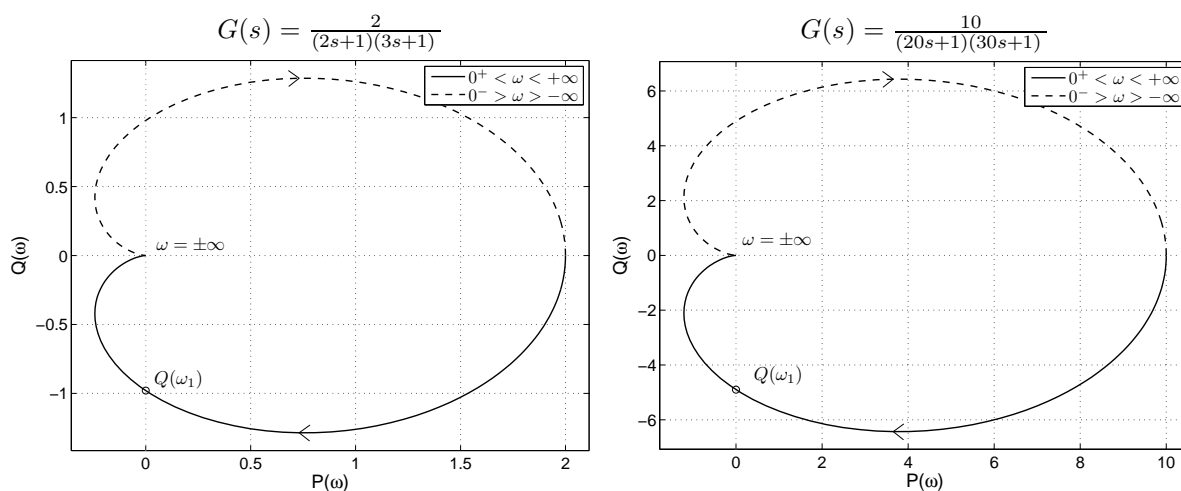 G(s) = 2/((2s+1)(3s+1))
0⁺ < ω < +∞
0⁻ > ω > −∞
1
0.5
0
−0.5
−1
Q(ω)
ω = ±∞
Q(ω₁)
0
0.5
1
1.5
2
P(ω)
G(s) = 10/((20s+1)(30s+1))
0⁺ < ω < +∞
0⁻ > ω > −∞
6
4
2
0
−2
−4
−6
Q(ω)
ω = ±∞
Q(ω₁)
0
2
4
6
8
10
P(ω)